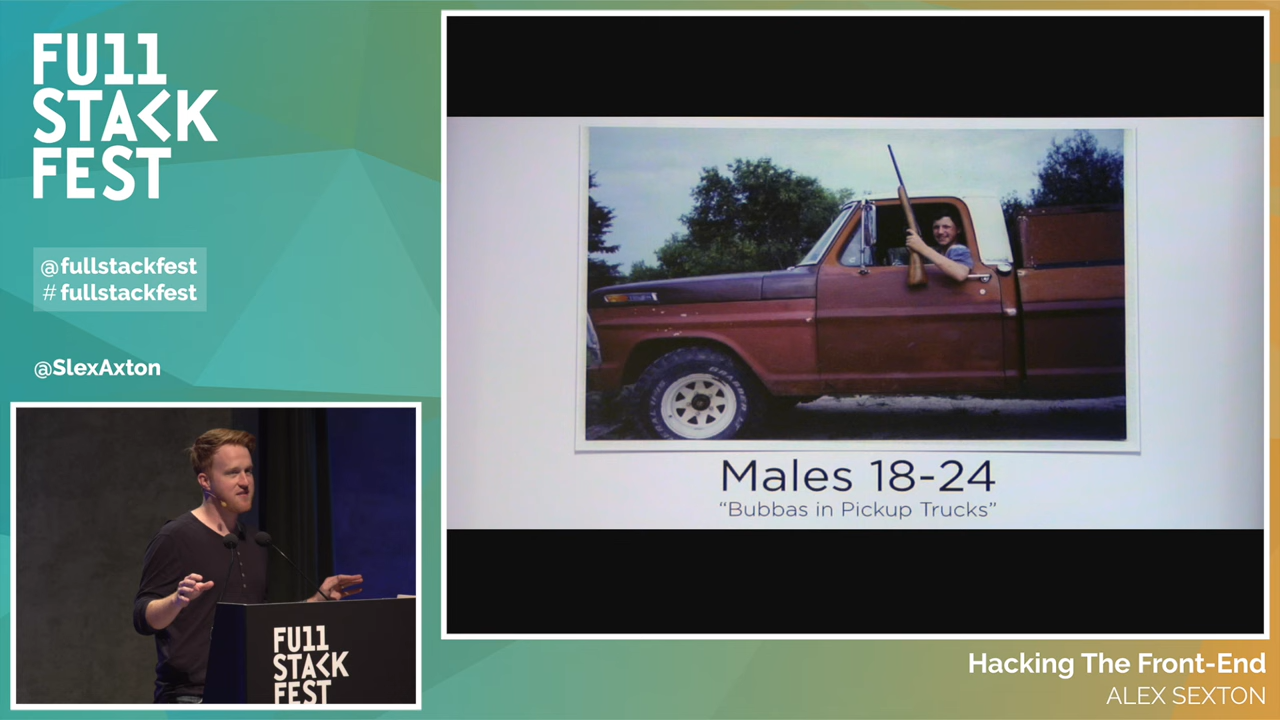 FU11
STACK
FEST
@fullstackfest
# fullstackfest
@SlexAxton
FU11
STACK
FEST
Males 18-24
“Bubbas in Pickup Trucks”
Hacking The Front-End
ALEX SEXTON